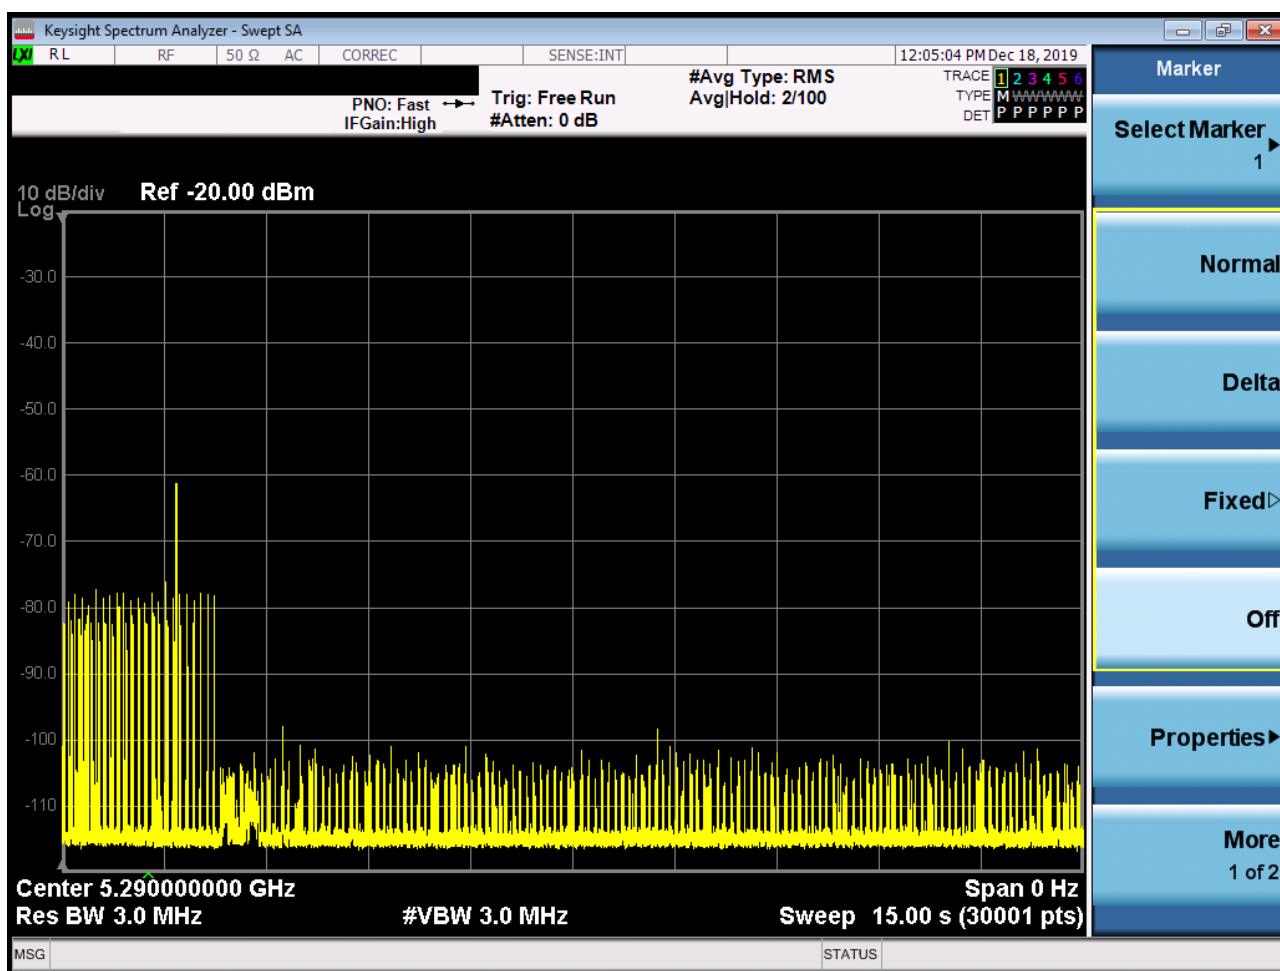 Keysight Spectrum Analyzer - Swept SA
LXI RL RF 50 Ω AC CORREC SENSE:INT 12:05:04 PM Dec 18, 2019
PNO: Fast
IFGain:High
Trig: Free Run
#Atten: 0 dB
#Avg Type: RMS
Avg|Hold: 2/100
TRACE 1 2 3 4 5 6
TYPE M WWWWW
DET P P P P P P
10 dB/div Ref -20.00 dBm
Log
-30.0
-40.0
-50.0
-60.0
-70.0
-80.0
-90.0
-100
-110
Center 5.290000000 GHz Span 0 Hz
Res BW 3.0 MHz #VBW 3.0 MHz Sweep 15.00 s (30001 pts)
MSG STATUS
Marker
Select Marker
1
Normal
Delta
Fixed
Off
Properties
More
1 of 2